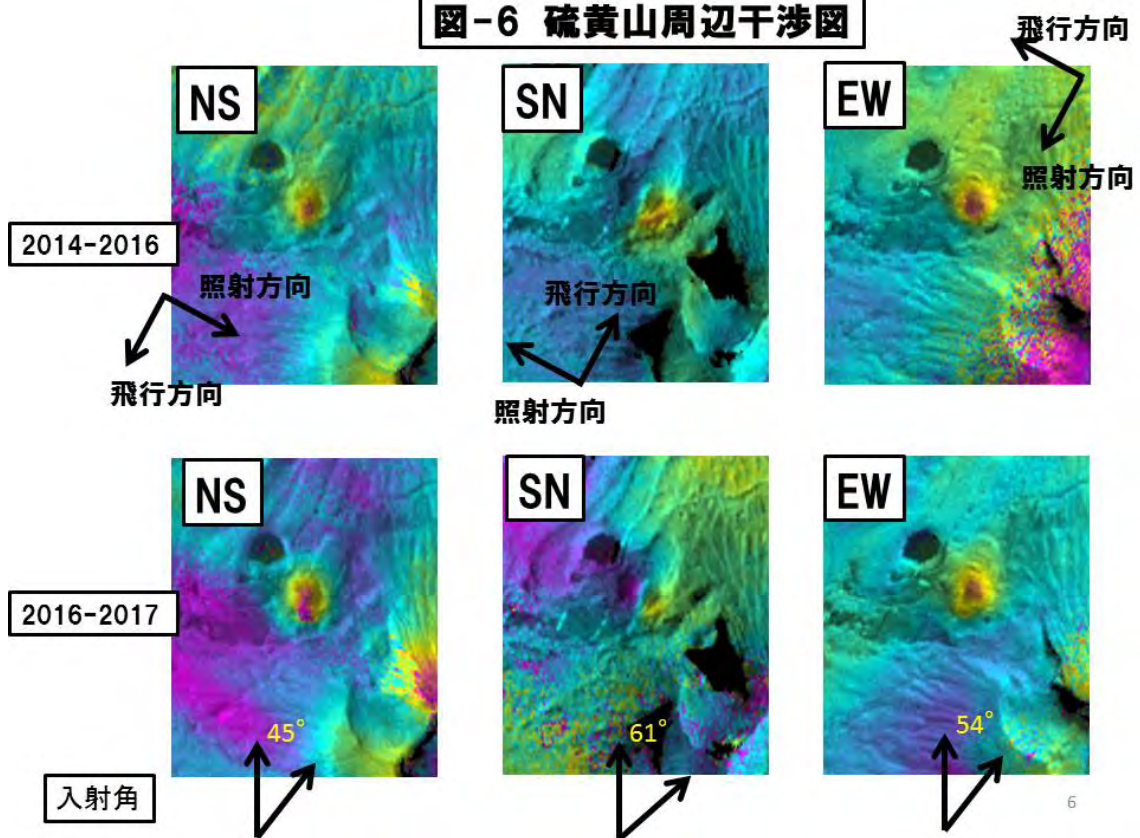 図-6 硫黄山周辺干渉図
飛行方向
NS
SN
EW
照射方向
2014-2016
照射方向
飛行方向
飛行方向
照射方向
NS
SN
EW
2016-2017
45°
61°
54°
入射角
6